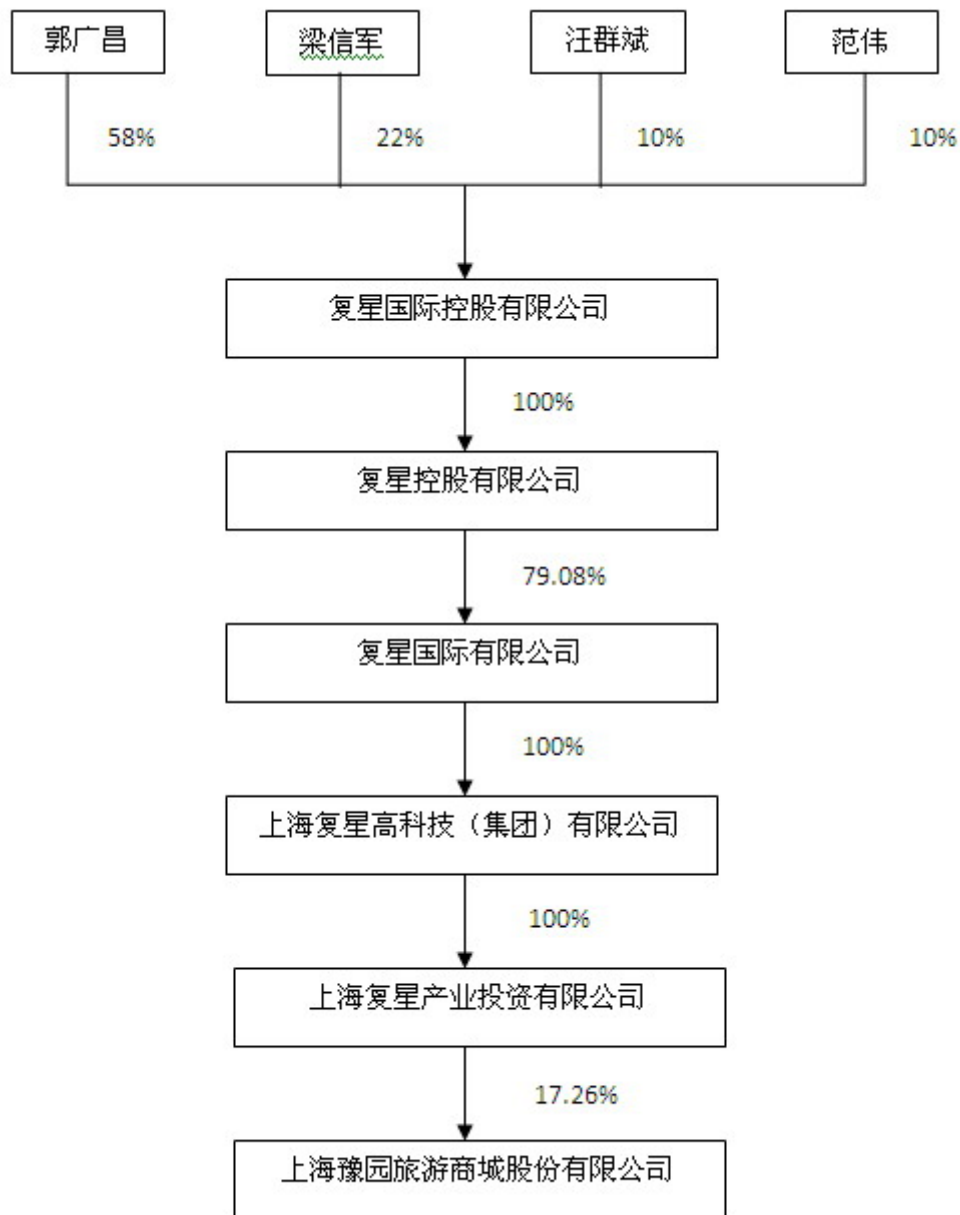 郭广昌
梁信军
汪群斌
范伟
58%
22%
10%
10%
复星国际控股有限公司
100%
复星控股有限公司
79.08%
复星国际有限公司
100%
上海复星高科技（集团）有限公司
100%
上海复星产业投资有限公司
17.26%
上海豫园旅游商城股份有限公司